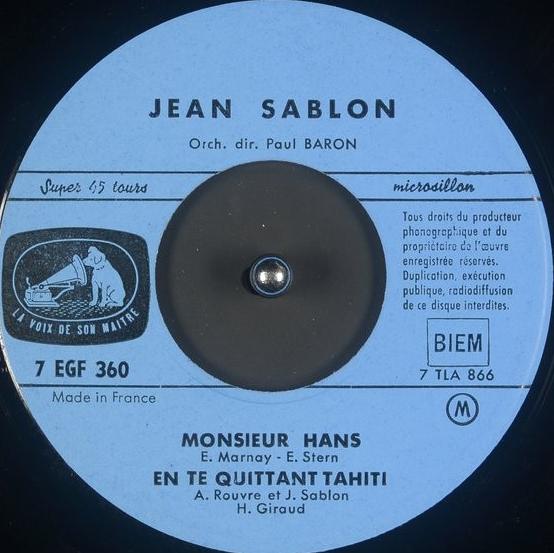 JEAN SABLON
Orch. dir. Paul BARON
Super 45 tours
microsillon
Tous droits du producteur
phonographique et du
propriétaire de l'œuvre
enregistrée réservés.
Duplication, exécution
publique, radiodiffusion
de ce disque interdites.
LA VOIX DE SON MAITRE
BIEM
7 EGF 360
7 TLA 866
Made in France
M
MONSIEUR HANS
E. Marnay - E. Stern
EN TE QUITTANT TAHITI
A. Rouvre et J. Sablon
H. Giraud